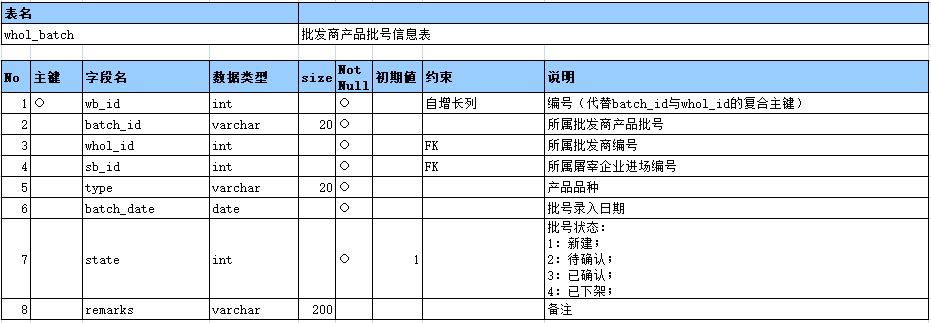 表名
whol_batch 批发商产品批号信息表
No 主键 字段名 数据类型 size Not Null 初期値 约束 说明
1 ○ wb_id int ○ 自增长列 编号（代替batch_id与whol_id的复合主键）
2 batch_id varchar 20 ○ 所属批发商产品批号
3 whol_id int ○ FK 所属批发商编号
4 sb_id int ○ FK 所属屠宰企业进场编号
5 type varchar 20 ○ 产品品种
6 batch_date date ○ 批号录入日期
7 state int ○ 1 批号状态：
1：新建；
2：待确认；
3：已确认；
4：已下架；
8 remarks varchar 200 备注